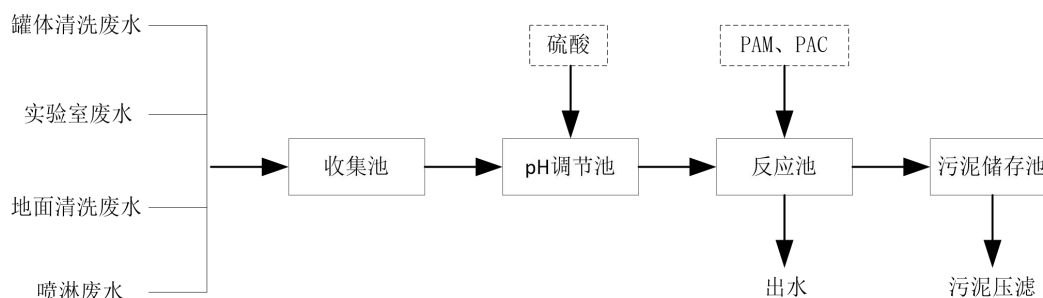 罐体清洗废水
硫酸
PAM、PAC
实验室废水
收集池
pH调节池
反应池
污泥储存池
地面清洗废水
喷淋废水
出水
污泥压滤